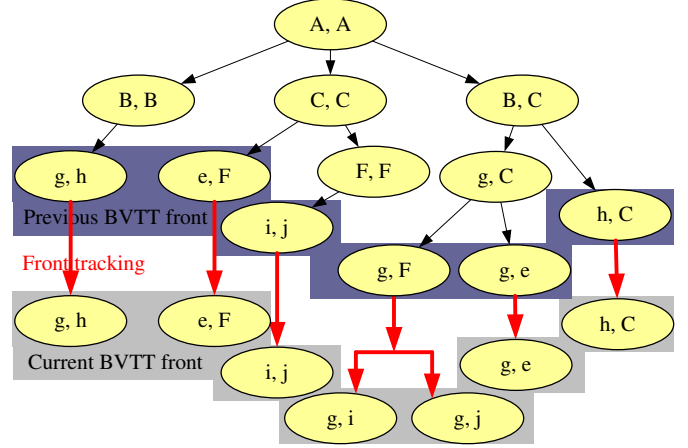 A, A
B, B
C, C
B, C
g, h
e, F
F, F
g, C
Previous BVTT front
i, j
h, C
Front tracking
g, F
g, e
g, h
e, F
h, C
Current BVTT front
i, j
g, e
g, i
g, j